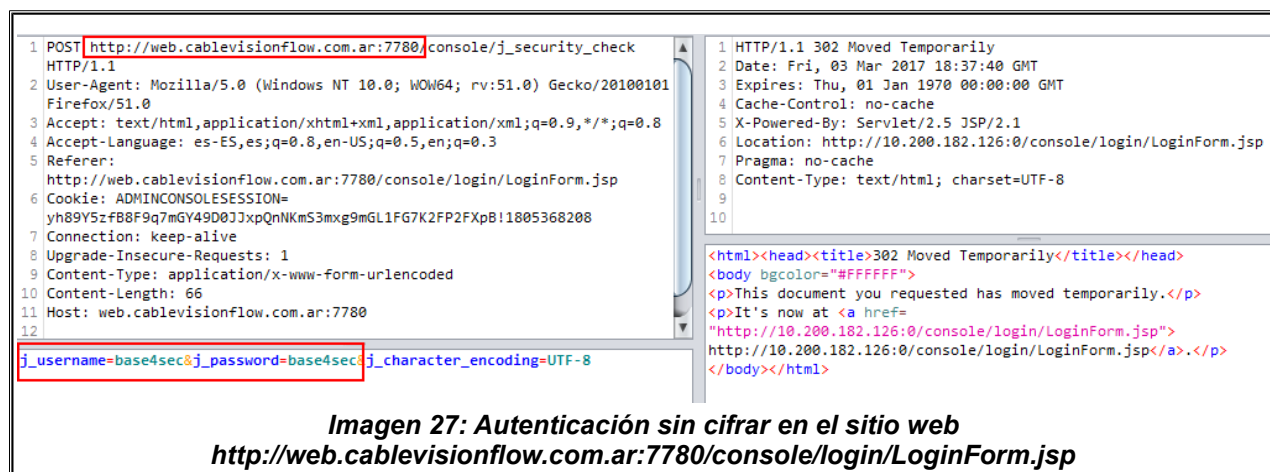 1 POST http://web.cablevisionflow.com.ar:7780/console/j_security_check
HTTP/1.1
2 User-Agent: Mozilla/5.0 (Windows NT 10.0; WOW64; rv:51.0) Gecko/20100101
Firefox/51.0
3 Accept: text/html,application/xhtml+xml,application/xml;q=0.9,*/*;q=0.8
4 Accept-Language: es-ES,es;q=0.8,en-US;q=0.5,en;q=0.3
5 Referer:
http://web.cablevisionflow.com.ar:7780/console/login/LoginForm.jsp
6 Cookie: ADMINCONSOLESESSION=
yh89Y5zfB8F9q7mGY49D0JJxpQnNKmS3mxg9mGL1FG7K2FP2FXpB!1805368208
7 Connection: keep-alive
8 Upgrade-Insecure-Requests: 1
9 Content-Type: application/x-www-form-urlencoded
10 Content-Length: 66
11 Host: web.cablevisionflow.com.ar:7780
12
j_username=base4sec&j_password=base4sec&j_character_encoding=UTF-8
1 HTTP/1.1 302 Moved Temporarily
2 Date: Fri, 03 Mar 2017 18:37:40 GMT
3 Expires: Thu, 01 Jan 1970 00:00:00 GMT
4 Cache-Control: no-cache
5 X-Powered-By: Servlet/2.5 JSP/2.1
6 Location: http://10.200.182.126:0/console/login/LoginForm.jsp
7 Pragma: no-cache
8 Content-Type: text/html; charset=UTF-8
9
10
<html><head><title>302 Moved Temporarily</title></head>
<body bgcolor="#FFFFFF">
<p>This document you requested has moved temporarily.</p>
<p>It's now at <a href=
"http://10.200.182.126:0/console/login/LoginForm.jsp">
http://10.200.182.126:0/console/login/LoginForm.jsp</a>.</p>
</body></html>
Imagen 27: Autenticación sin cifrar en el sitio web
http://web.cablevisionflow.com.ar:7780/console/login/LoginForm.jsp